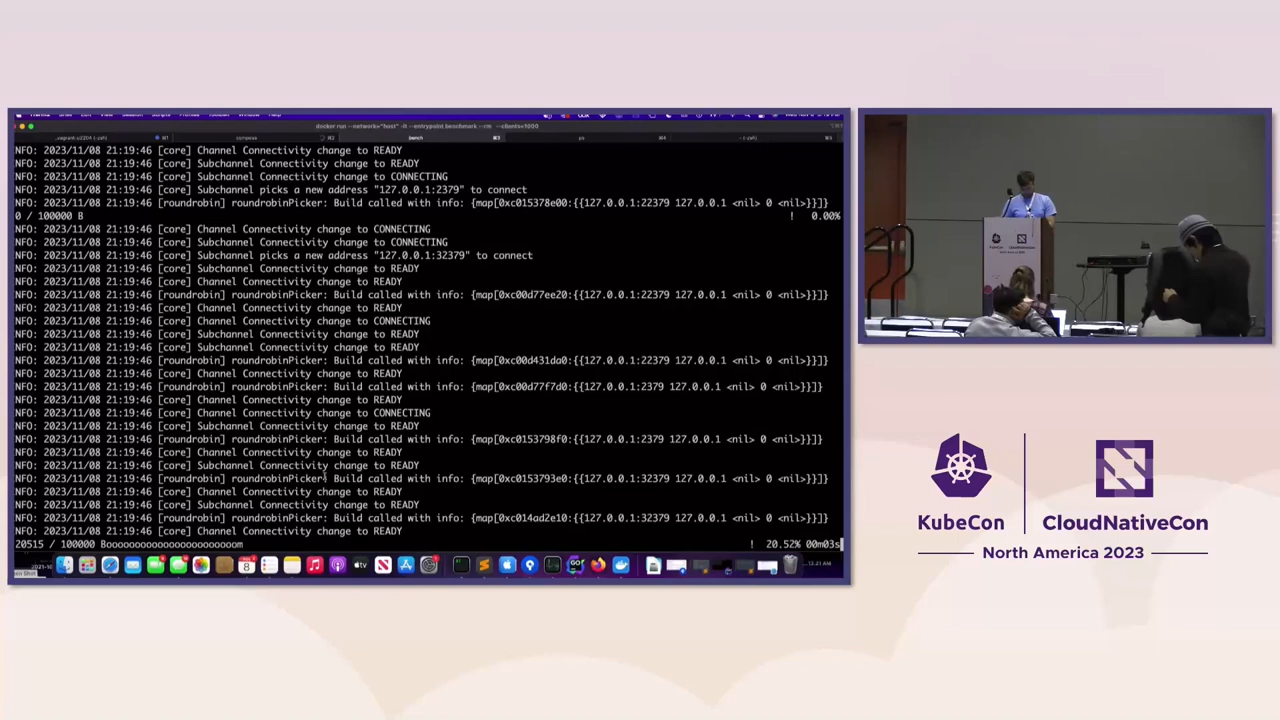 docker run --network="host" -it --entrypoint benchmark --rm --clients=1000
NFO: 2023/11/08 21:19:46 [core] Channel Connectivity change to READY
NFO: 2023/11/08 21:19:46 [core] Subchannel Connectivity change to READY
NFO: 2023/11/08 21:19:46 [core] Subchannel Connectivity change to CONNECTING
NFO: 2023/11/08 21:19:46 [core] Subchannel picks a new address "127.0.0.1:2379" to connect
NFO: 2023/11/08 21:19:46 [roundrobin] roundrobinPicker: Build called with info: {map[0xc015378e00:{{127.0.0.1:22379 127.0.0.1 <nil> 0 <nil>}}]}
0 / 100000 B ! 0.00%
NFO: 2023/11/08 21:19:46 [core] Channel Connectivity change to CONNECTING
NFO: 2023/11/08 21:19:46 [core] Subchannel Connectivity change to CONNECTING
NFO: 2023/11/08 21:19:46 [core] Subchannel picks a new address "127.0.0.1:32379" to connect
NFO: 2023/11/08 21:19:46 [core] Subchannel Connectivity change to READY
NFO: 2023/11/08 21:19:46 [core] Channel Connectivity change to READY
NFO: 2023/11/08 21:19:46 [roundrobin] roundrobinPicker: Build called with info: {map[0xc00d77ee20:{{127.0.0.1:22379 127.0.0.1 <nil> 0 <nil>}}]}
NFO: 2023/11/08 21:19:46 [core] Channel Connectivity change to READY
NFO: 2023/11/08 21:19:46 [core] Channel Connectivity change to CONNECTING
NFO: 2023/11/08 21:19:46 [core] Subchannel Connectivity change to READY
NFO: 2023/11/08 21:19:46 [core] Subchannel Connectivity change to READY
NFO: 2023/11/08 21:19:46 [roundrobin] roundrobinPicker: Build called with info: {map[0xc00d431da0:{{127.0.0.1:22379 127.0.0.1 <nil> 0 <nil>}}]}
NFO: 2023/11/08 21:19:46 [core] Channel Connectivity change to READY
NFO: 2023/11/08 21:19:46 [roundrobin] roundrobinPicker: Build called with info: {map[0xc00d77f7d0:{{127.0.0.1:2379 127.0.0.1 <nil> 0 <nil>}}]}
NFO: 2023/11/08 21:19:46 [core] Channel Connectivity change to READY
NFO: 2023/11/08 21:19:46 [core] Channel Connectivity change to CONNECTING
NFO: 2023/11/08 21:19:46 [core] Subchannel Connectivity change to READY
NFO: 2023/11/08 21:19:46 [roundrobin] roundrobinPicker: Build called with info: {map[0xc0153798f0:{{127.0.0.1:2379 127.0.0.1 <nil> 0 <nil>}}]}
NFO: 2023/11/08 21:19:46 [core] Channel Connectivity change to READY
NFO: 2023/11/08 21:19:46 [core] Subchannel Connectivity change to READY
NFO: 2023/11/08 21:19:46 [roundrobin] roundrobinPicker: Build called with info: {map[0xc0153793e0:{{127.0.0.1:32379 127.0.0.1 <nil> 0 <nil>}}]}
NFO: 2023/11/08 21:19:46 [core] Channel Connectivity change to READY
NFO: 2023/11/08 21:19:46 [core] Subchannel Connectivity change to READY
NFO: 2023/11/08 21:19:46 [roundrobin] roundrobinPicker: Build called with info: {map[0xc014ad2e10:{{127.0.0.1:32379 127.0.0.1 <nil> 0 <nil>}}]}
NFO: 2023/11/08 21:19:46 [core] Channel Connectivity change to READY
20515 / 100000 Booooooooooooooooooooooom ! 20.52% 00m03s
KubeCon
CloudNativeCon
North America 2023